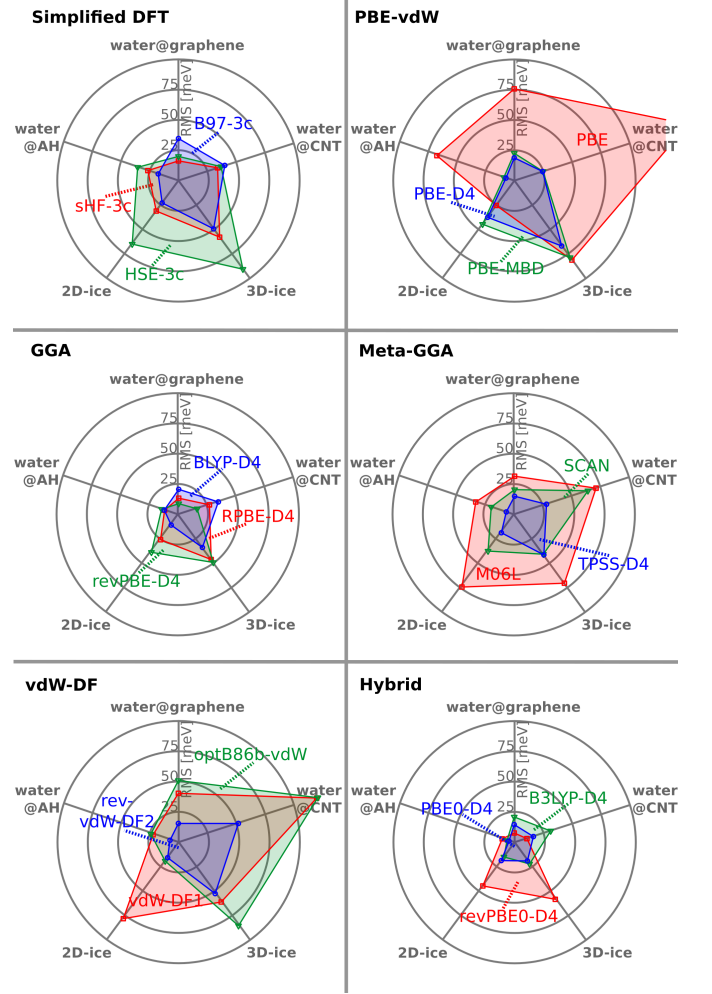 Simplified DFT
water@graphene
75
50
25
RMS [meV]
B97-3c
water
@AH
water
@CNT
sHF-3c
HSE-3c
2D-ice
3D-ice
PBE-vdW
water@graphene
75
50
25
RMS [meV]
PBE
water
@AH
water
@CNT
PBE-D4
PBE-MBD
2D-ice
3D-ice
GGA
water@graphene
75
50
25
RMS [meV]
BLYP-D4
water
@AH
water
@CNT
RPBE-D4
revPBE-D4
2D-ice
3D-ice
Meta-GGA
water@graphene
75
50
25
RMS [meV]
SCAN
water
@AH
water
@CNT
TPSS-D4
M06L
2D-ice
3D-ice
vdW-DF
water@graphene
75
50
25
RMS [meV]
optB86b-vdW
water
@AH
water
@CNT
rev-
vdW-DF2
vdW-DF1
2D-ice
3D-ice
Hybrid
water@graphene
75
50
25
RMS [meV]
PBE0-D4
B3LYP-D4
water
@AH
water
@CNT
revPBE0-D4
2D-ice
3D-ice